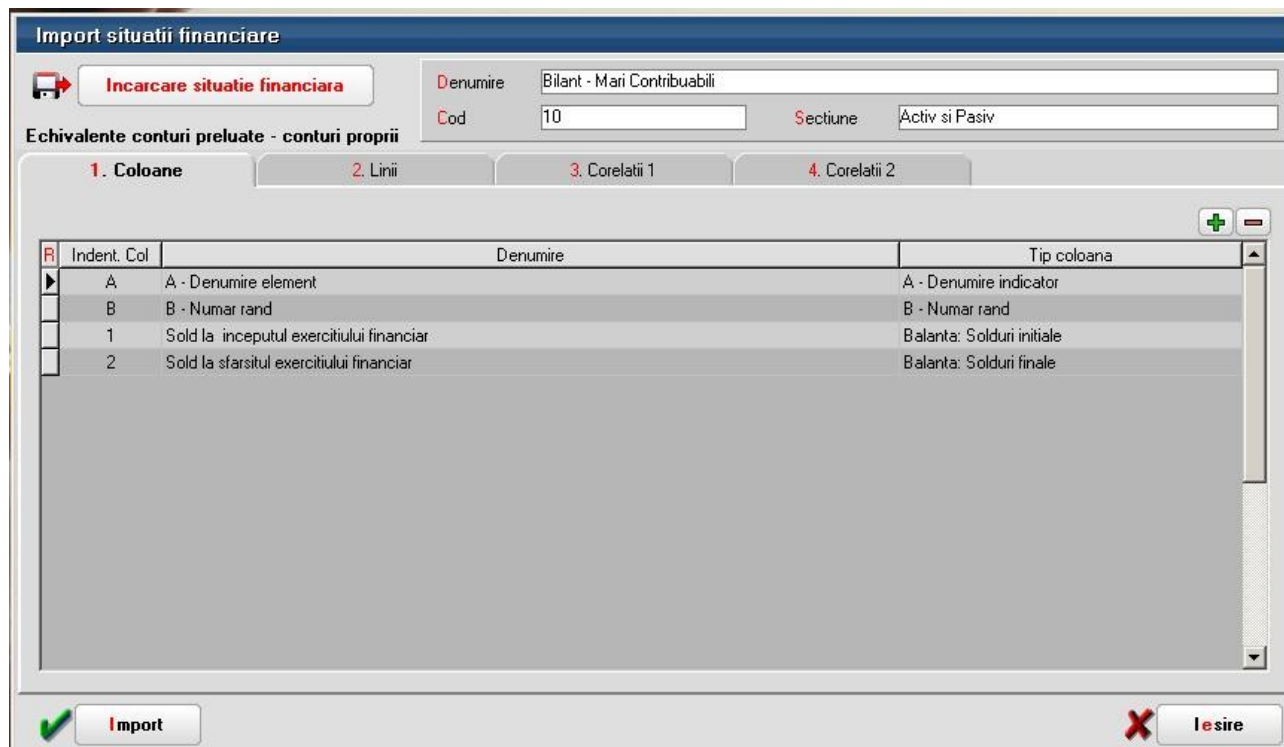 Import situatii financiare
Incarcare situatie financiara
Denumire Bilant - Mari Contribuabili
Cod 10 Sectiune Activ si Pasiv
Echivalente conturi preluate - conturi proprii
1. Coloane 2. Linii 3. Corelatii 1 4. Corelatii 2
R Indent. Col Denumire Tip coloana
A A - Denumire element A - Denumire indicator
B B - Numar rand B - Numar rand
1 Sold la inceputul exercitiului financiar Balanta: Solduri initiale
2 Sold la sfarsitul exercitiului financiar Balanta: Solduri finale
Import Iesire